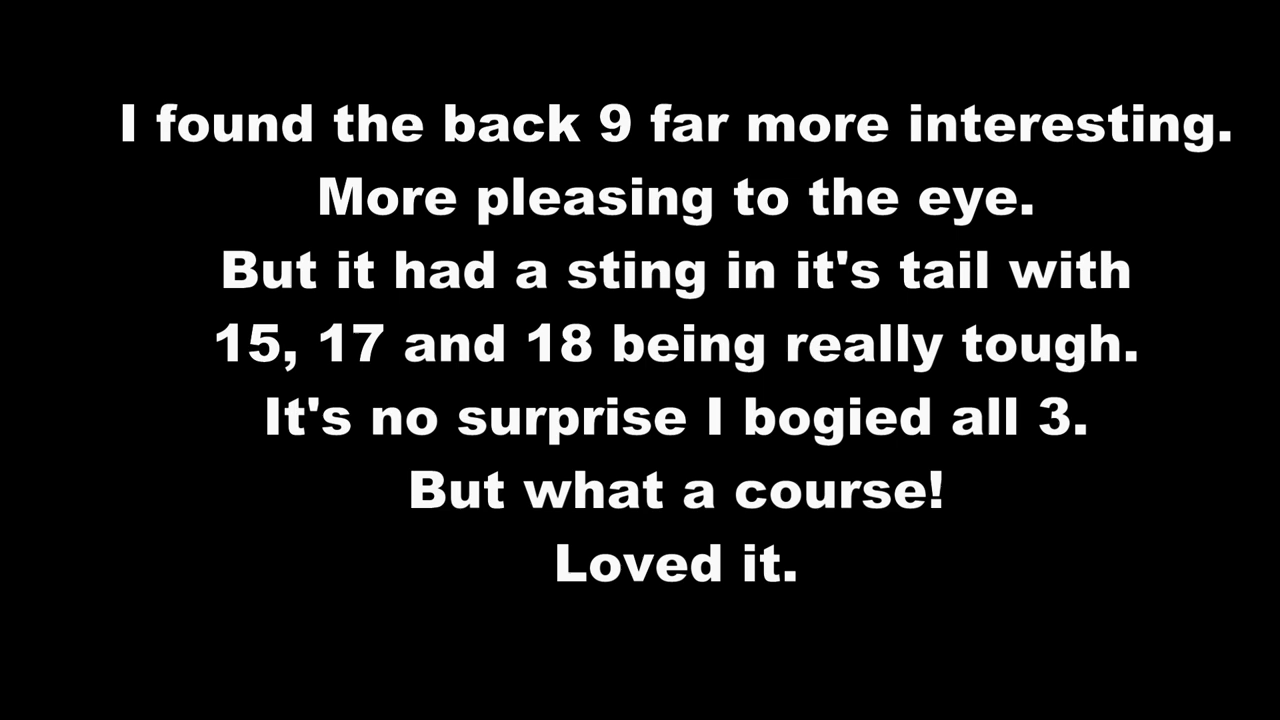 I found the back 9 far more interesting.
More pleasing to the eye.
But it had a sting in it's tail with
15, 17 and 18 being really tough.
It's no surprise I bogied all 3.
But what a course!
Loved it.